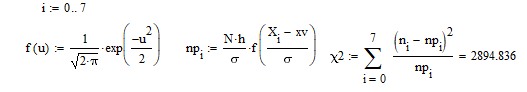 i := 0.. 7
f (u) := 1/√(2·π) · exp(−u²/2)  np_i := N·h/σ · f((X_i − xv)/σ)  χ2 := ∑_{i = 0}^{7} (n_i − np_i)²/np_i = 2894.836